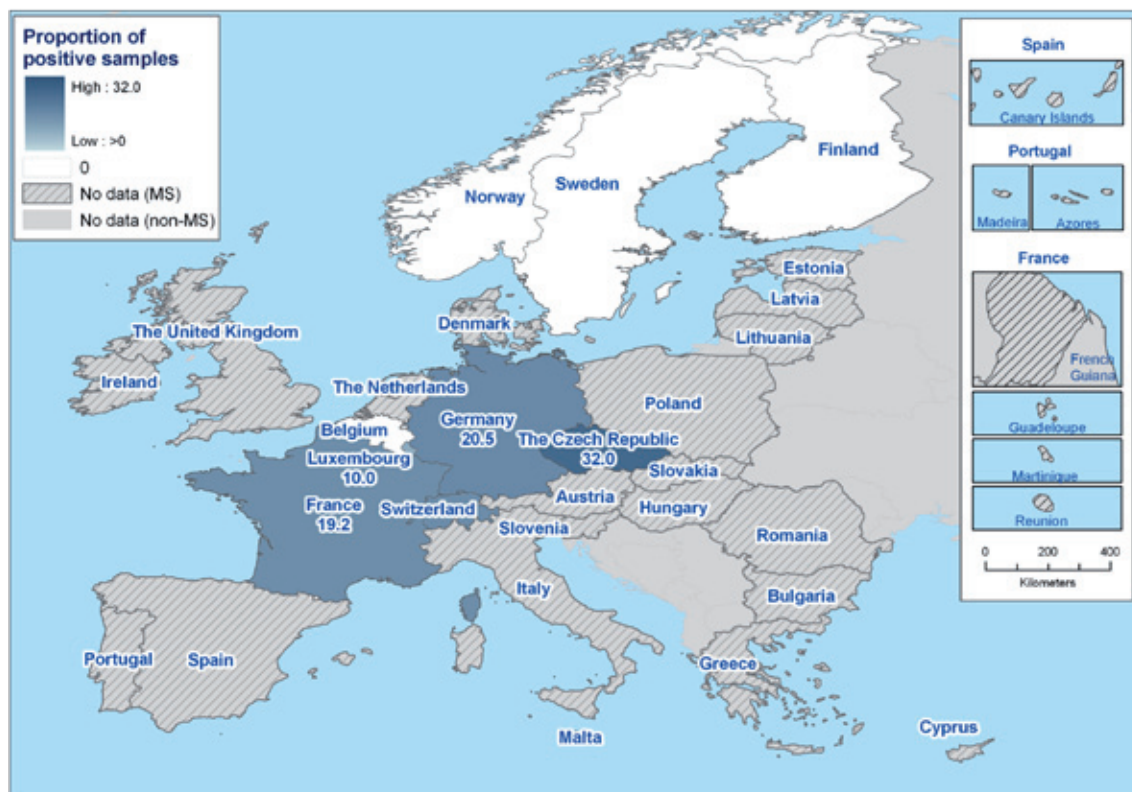 Proportion of
positive samples
High : 32.0
Low : >0
0
No data (MS)
No data (non-MS)
Spain
Canary Islands
Portugal
Madeira
Azores
France
French
Guiana
Guadeloupe
Martinique
Reunion
0 200 400
Kilometers
Finland
Sweden
Norway
Estonia
Latvia
Lithuania
Denmark
The United Kingdom
Ireland
The Netherlands
Poland
Germany
20.5
Belgium
The Czech Republic
32.0
Luxembourg
10.0
Slovakia
Austria
Hungary
France
19.2
Switzerland
Slovenia
Romania
Italy
Bulgaria
Portugal
Spain
Greece
Malta
Cyprus